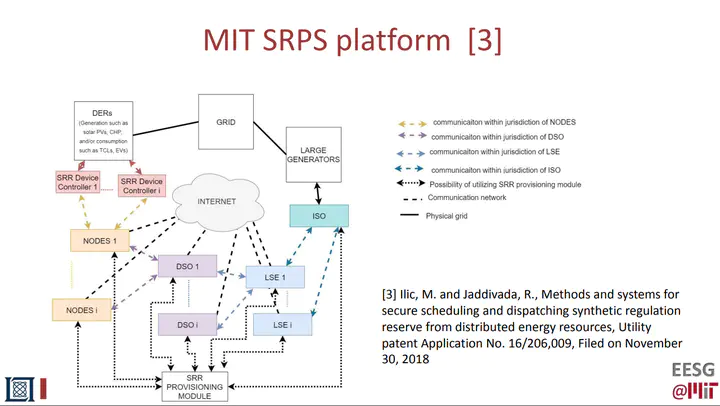 MIT SRPS platform [3]
DERs
(Generation such as
solar PVs, CHP,
and/or consumption
such as TCLs, EVs)
GRID
LARGE
GENERATORS
SRR Device
Controller 1
SRR Device
Controller i
INTERNET
ISO
NODES 1
DSO 1
LSE 1
NODES i
DSO i
LSE i
SRR
PROVISIONING
MODULE
communicaiton within jurisdiction of NODES
communicaiton within jurisdiction of DSO
communicaiton within jurisdiction of LSE
communicaiton within jurisdiction of ISO
Possibility of utilizing SRR provisioning module
Communication network
Physical grid
[3] Ilic, M. and Jaddivada, R., Methods and systems for
secure scheduling and dispatching synthetic regulation
reserve from distributed energy resources, Utility
patent Application No. 16/206,009, Filed on November
30, 2018
EESG
@MIT